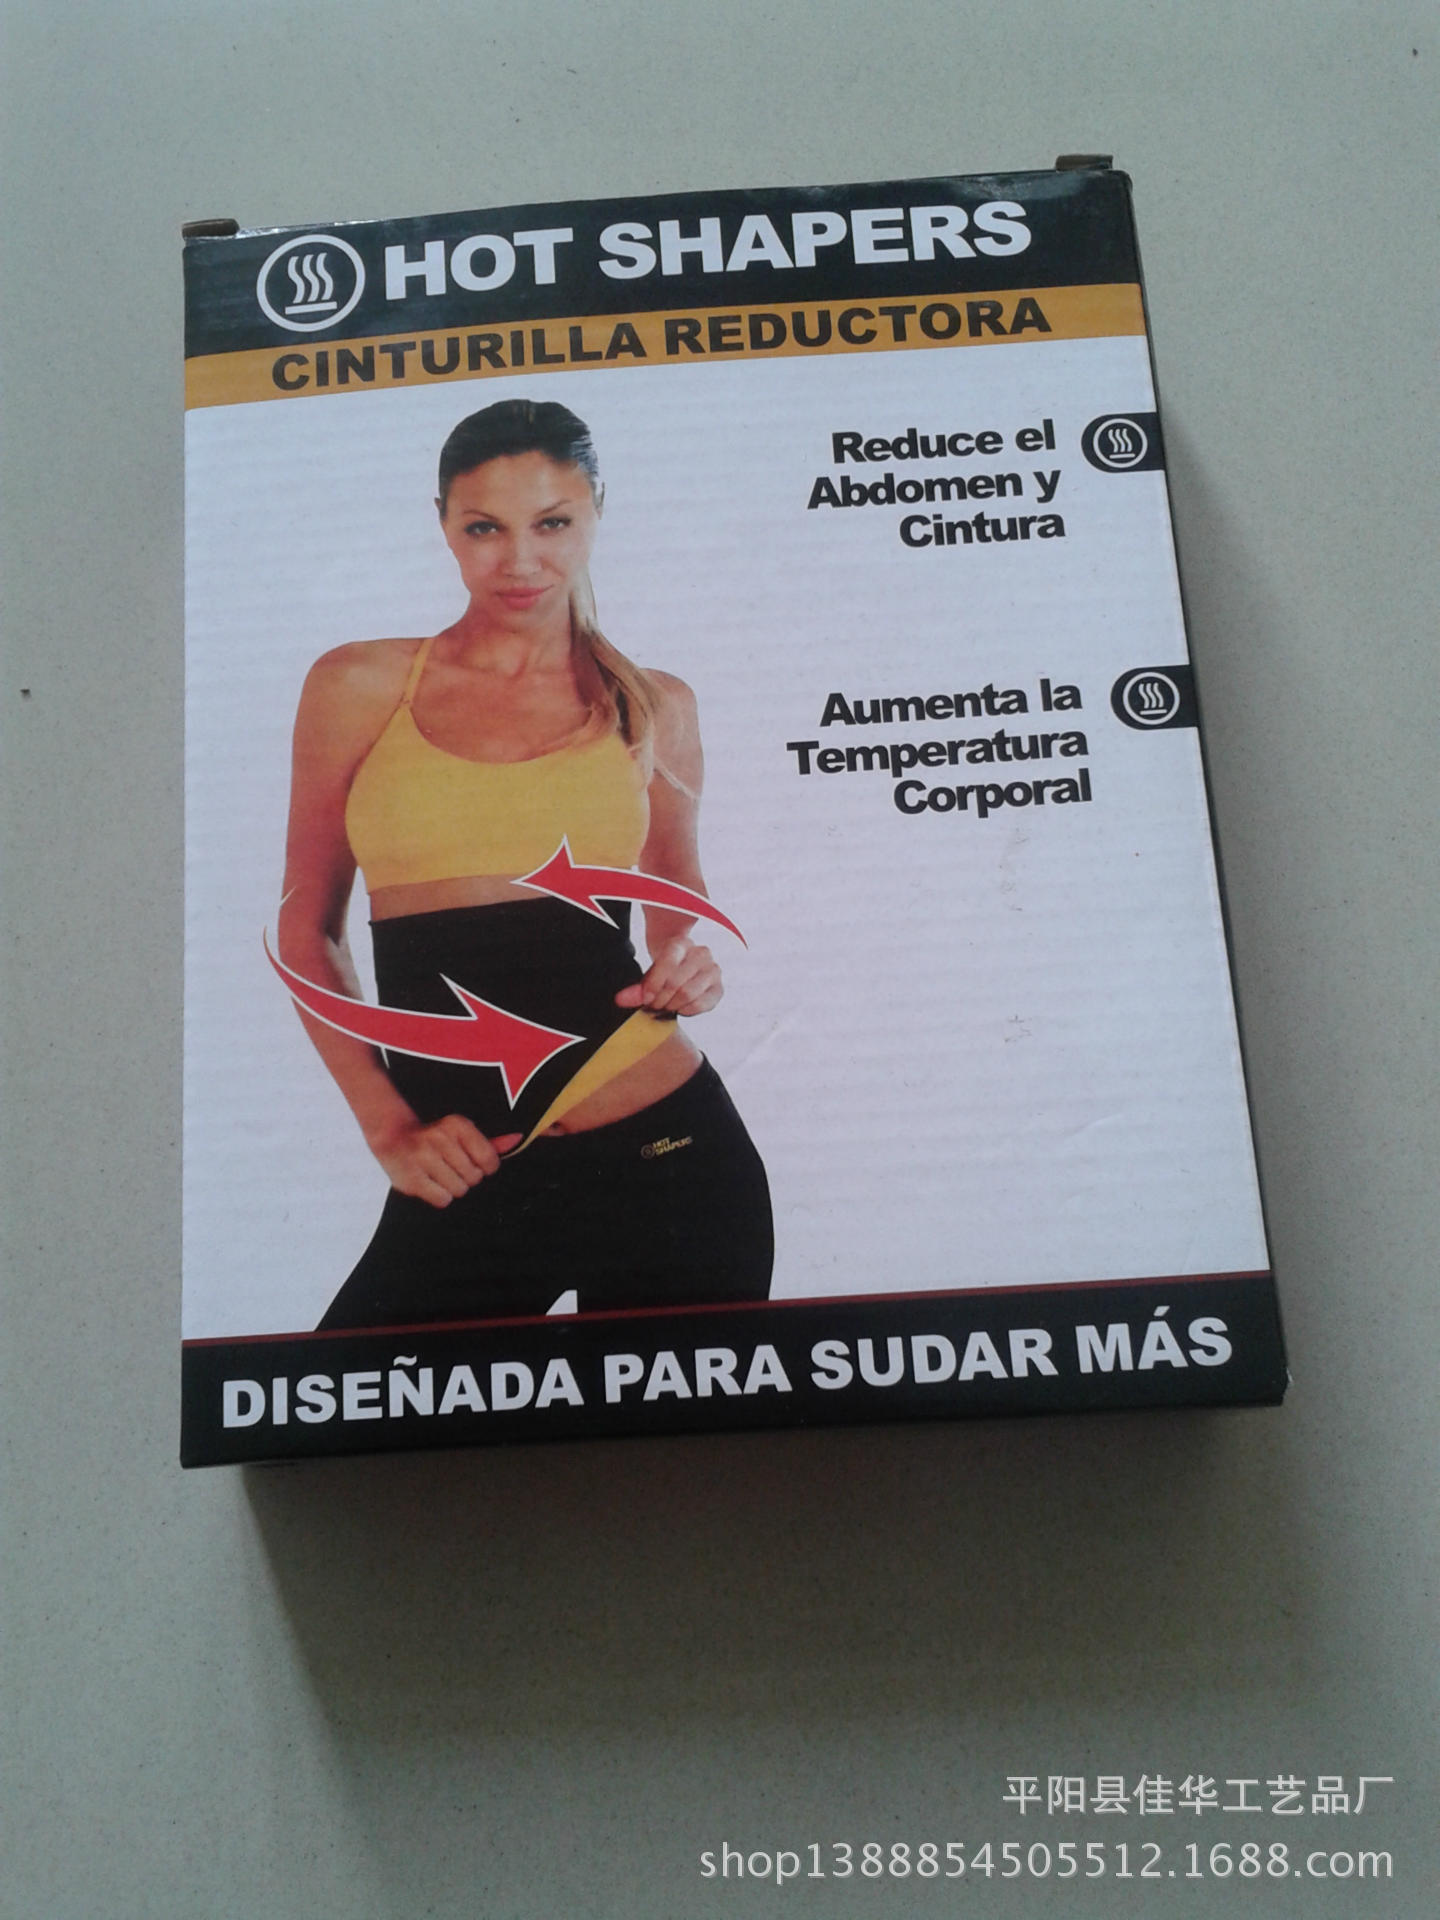 HOT SHAPERS
CINTURILLA REDUCTORA
Reduce el
Abdomen y
Cintura
Aumenta la
Temperatura
Corporal
HOT
SHAPERS
DISEÑADA PARA SUDAR MÁS
平阳县佳华工艺品厂
shop1388854505512.1688.com